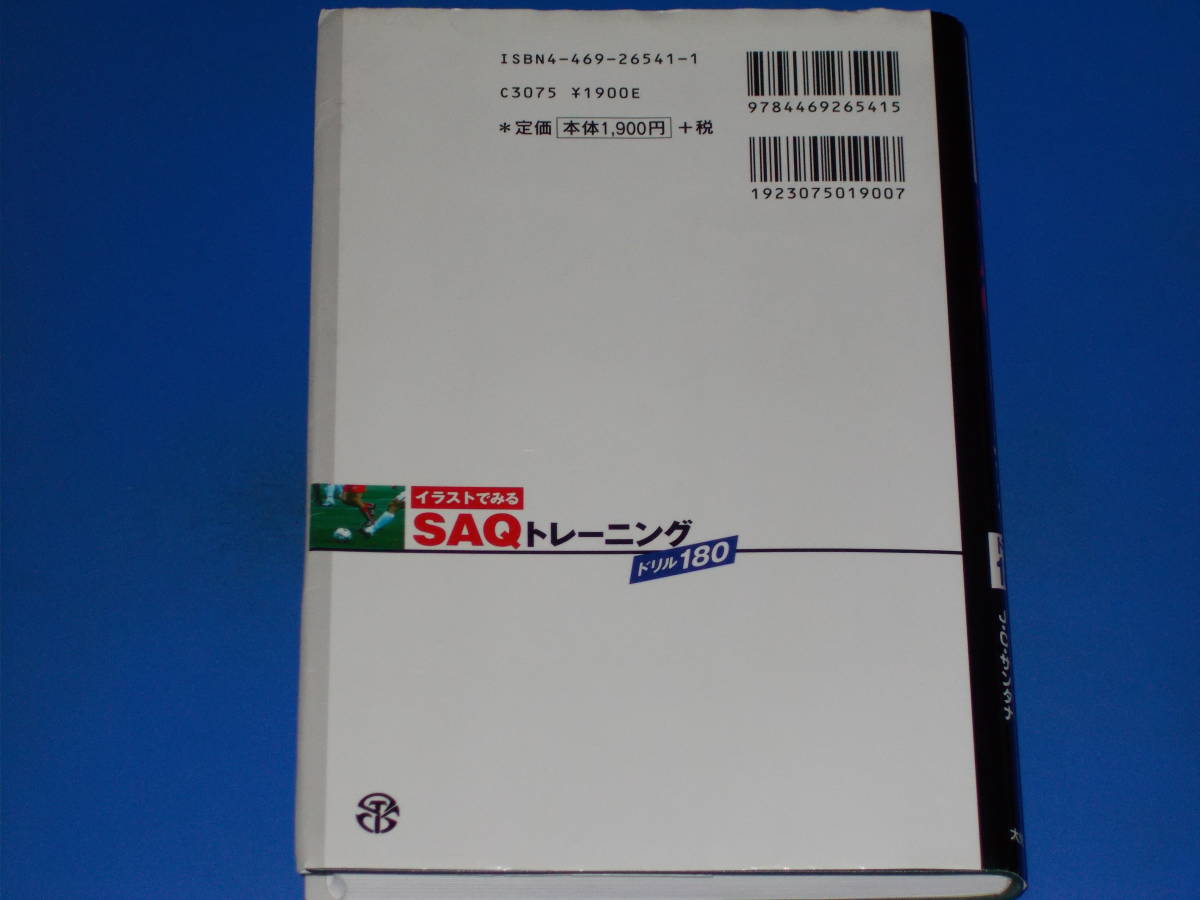 ISBN4-469-26541-1
C3075 ¥1900E
*定価 本体1,900円 +税
9784469265415
1923075019007
イラストでみる
SAQトレーニング
ドリル180